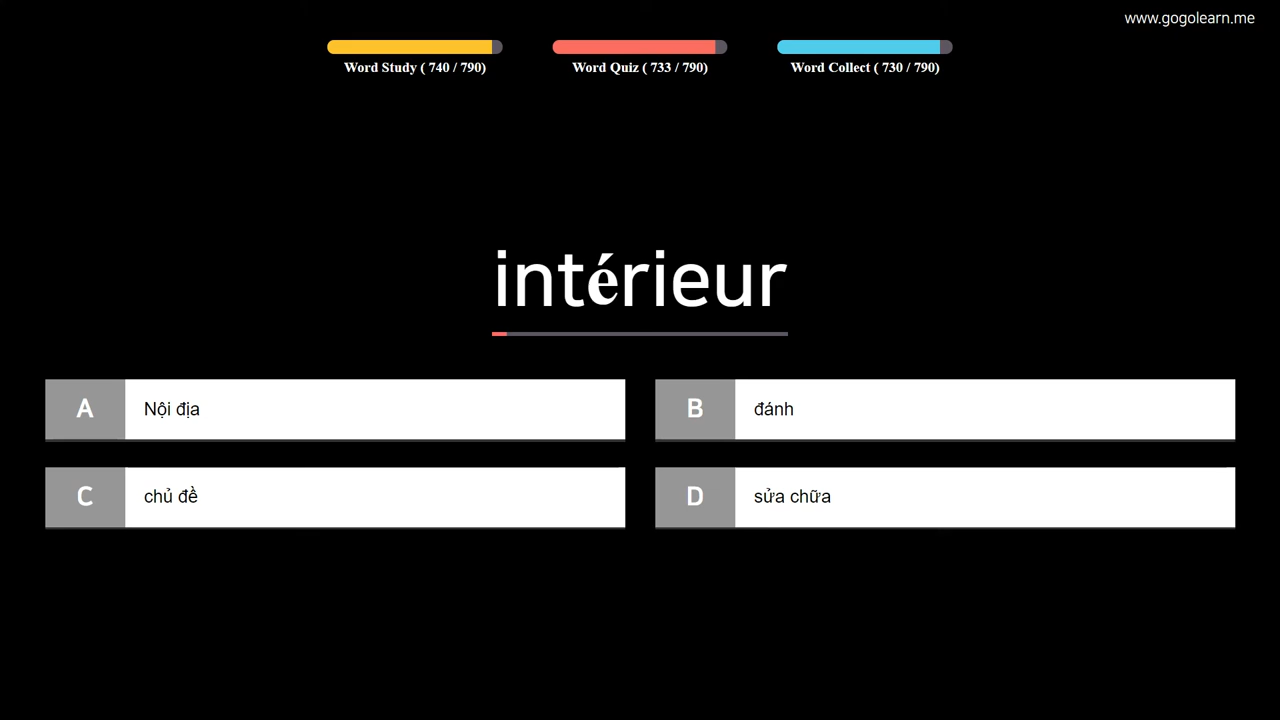 www.gogolearn.me
Word Study ( 740 / 790)
Word Quiz ( 733 / 790)
Word Collect ( 730 / 790)
intérieur
A Nội địa
B đánh
C chủ đề
D sửa chữa